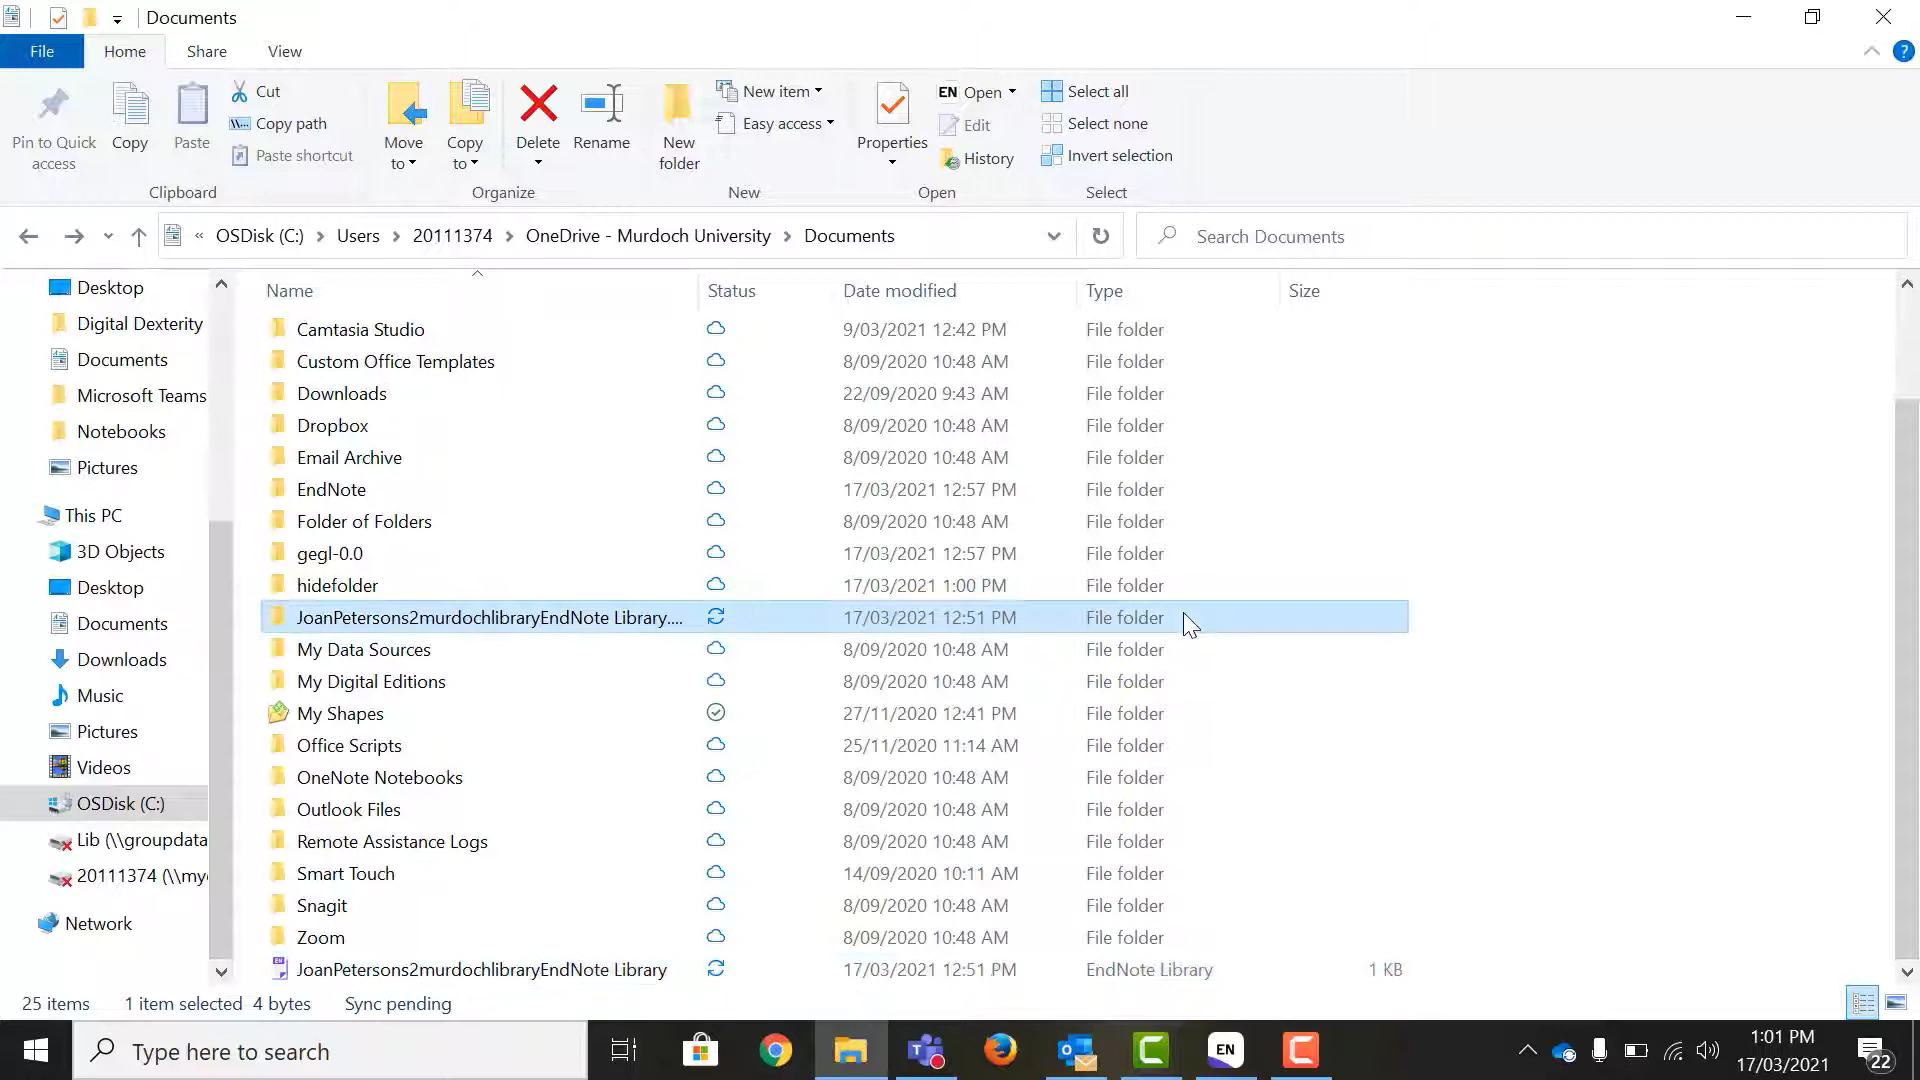 Documents
File Home Share View
Pin to Quick access
Copy
Paste
Cut
Copy path
Paste shortcut
Clipboard
Move to
Copy to
Delete
Rename
Organize
New folder
New item
Easy access
New
Properties
EN Open
Edit
History
Open
Select all
Select none
Invert selection
Select
« OSDisk (C:) > Users > 20111374 > OneDrive - Murdoch University > Documents
Search Documents
Desktop
Digital Dexterity
Documents
Microsoft Teams
Notebooks
Pictures
This PC
3D Objects
Desktop
Documents
Downloads
Music
Pictures
Videos
OSDisk (C:)
Lib (\\groupdata
20111374 (\\my
Network
Name Status Date modified Type Size
Camtasia Studio 9/03/2021 12:42 PM File folder
Custom Office Templates 8/09/2020 10:48 AM File folder
Downloads 22/09/2020 9:43 AM File folder
Dropbox 8/09/2020 10:48 AM File folder
Email Archive 8/09/2020 10:48 AM File folder
EndNote 17/03/2021 12:57 PM File folder
Folder of Folders 8/09/2020 10:48 AM File folder
gegl-0.0 17/03/2021 12:57 PM File folder
hidefolder 17/03/2021 1:00 PM File folder
JoanPetersons2murdochlibraryEndNote Library.... 17/03/2021 12:51 PM File folder
My Data Sources 8/09/2020 10:48 AM File folder
My Digital Editions 8/09/2020 10:48 AM File folder
My Shapes 27/11/2020 12:41 PM File folder
Office Scripts 25/11/2020 11:14 AM File folder
OneNote Notebooks 8/09/2020 10:48 AM File folder
Outlook Files 8/09/2020 10:48 AM File folder
Remote Assistance Logs 8/09/2020 10:48 AM File folder
Smart Touch 14/09/2020 10:11 AM File folder
Snagit 8/09/2020 10:48 AM File folder
Zoom 8/09/2020 10:48 AM File folder
JoanPetersons2murdochlibraryEndNote Library 17/03/2021 12:51 PM EndNote Library 1 KB
25 items 1 item selected 4 bytes Sync pending
Type here to search
EN
1:01 PM
17/03/2021
22